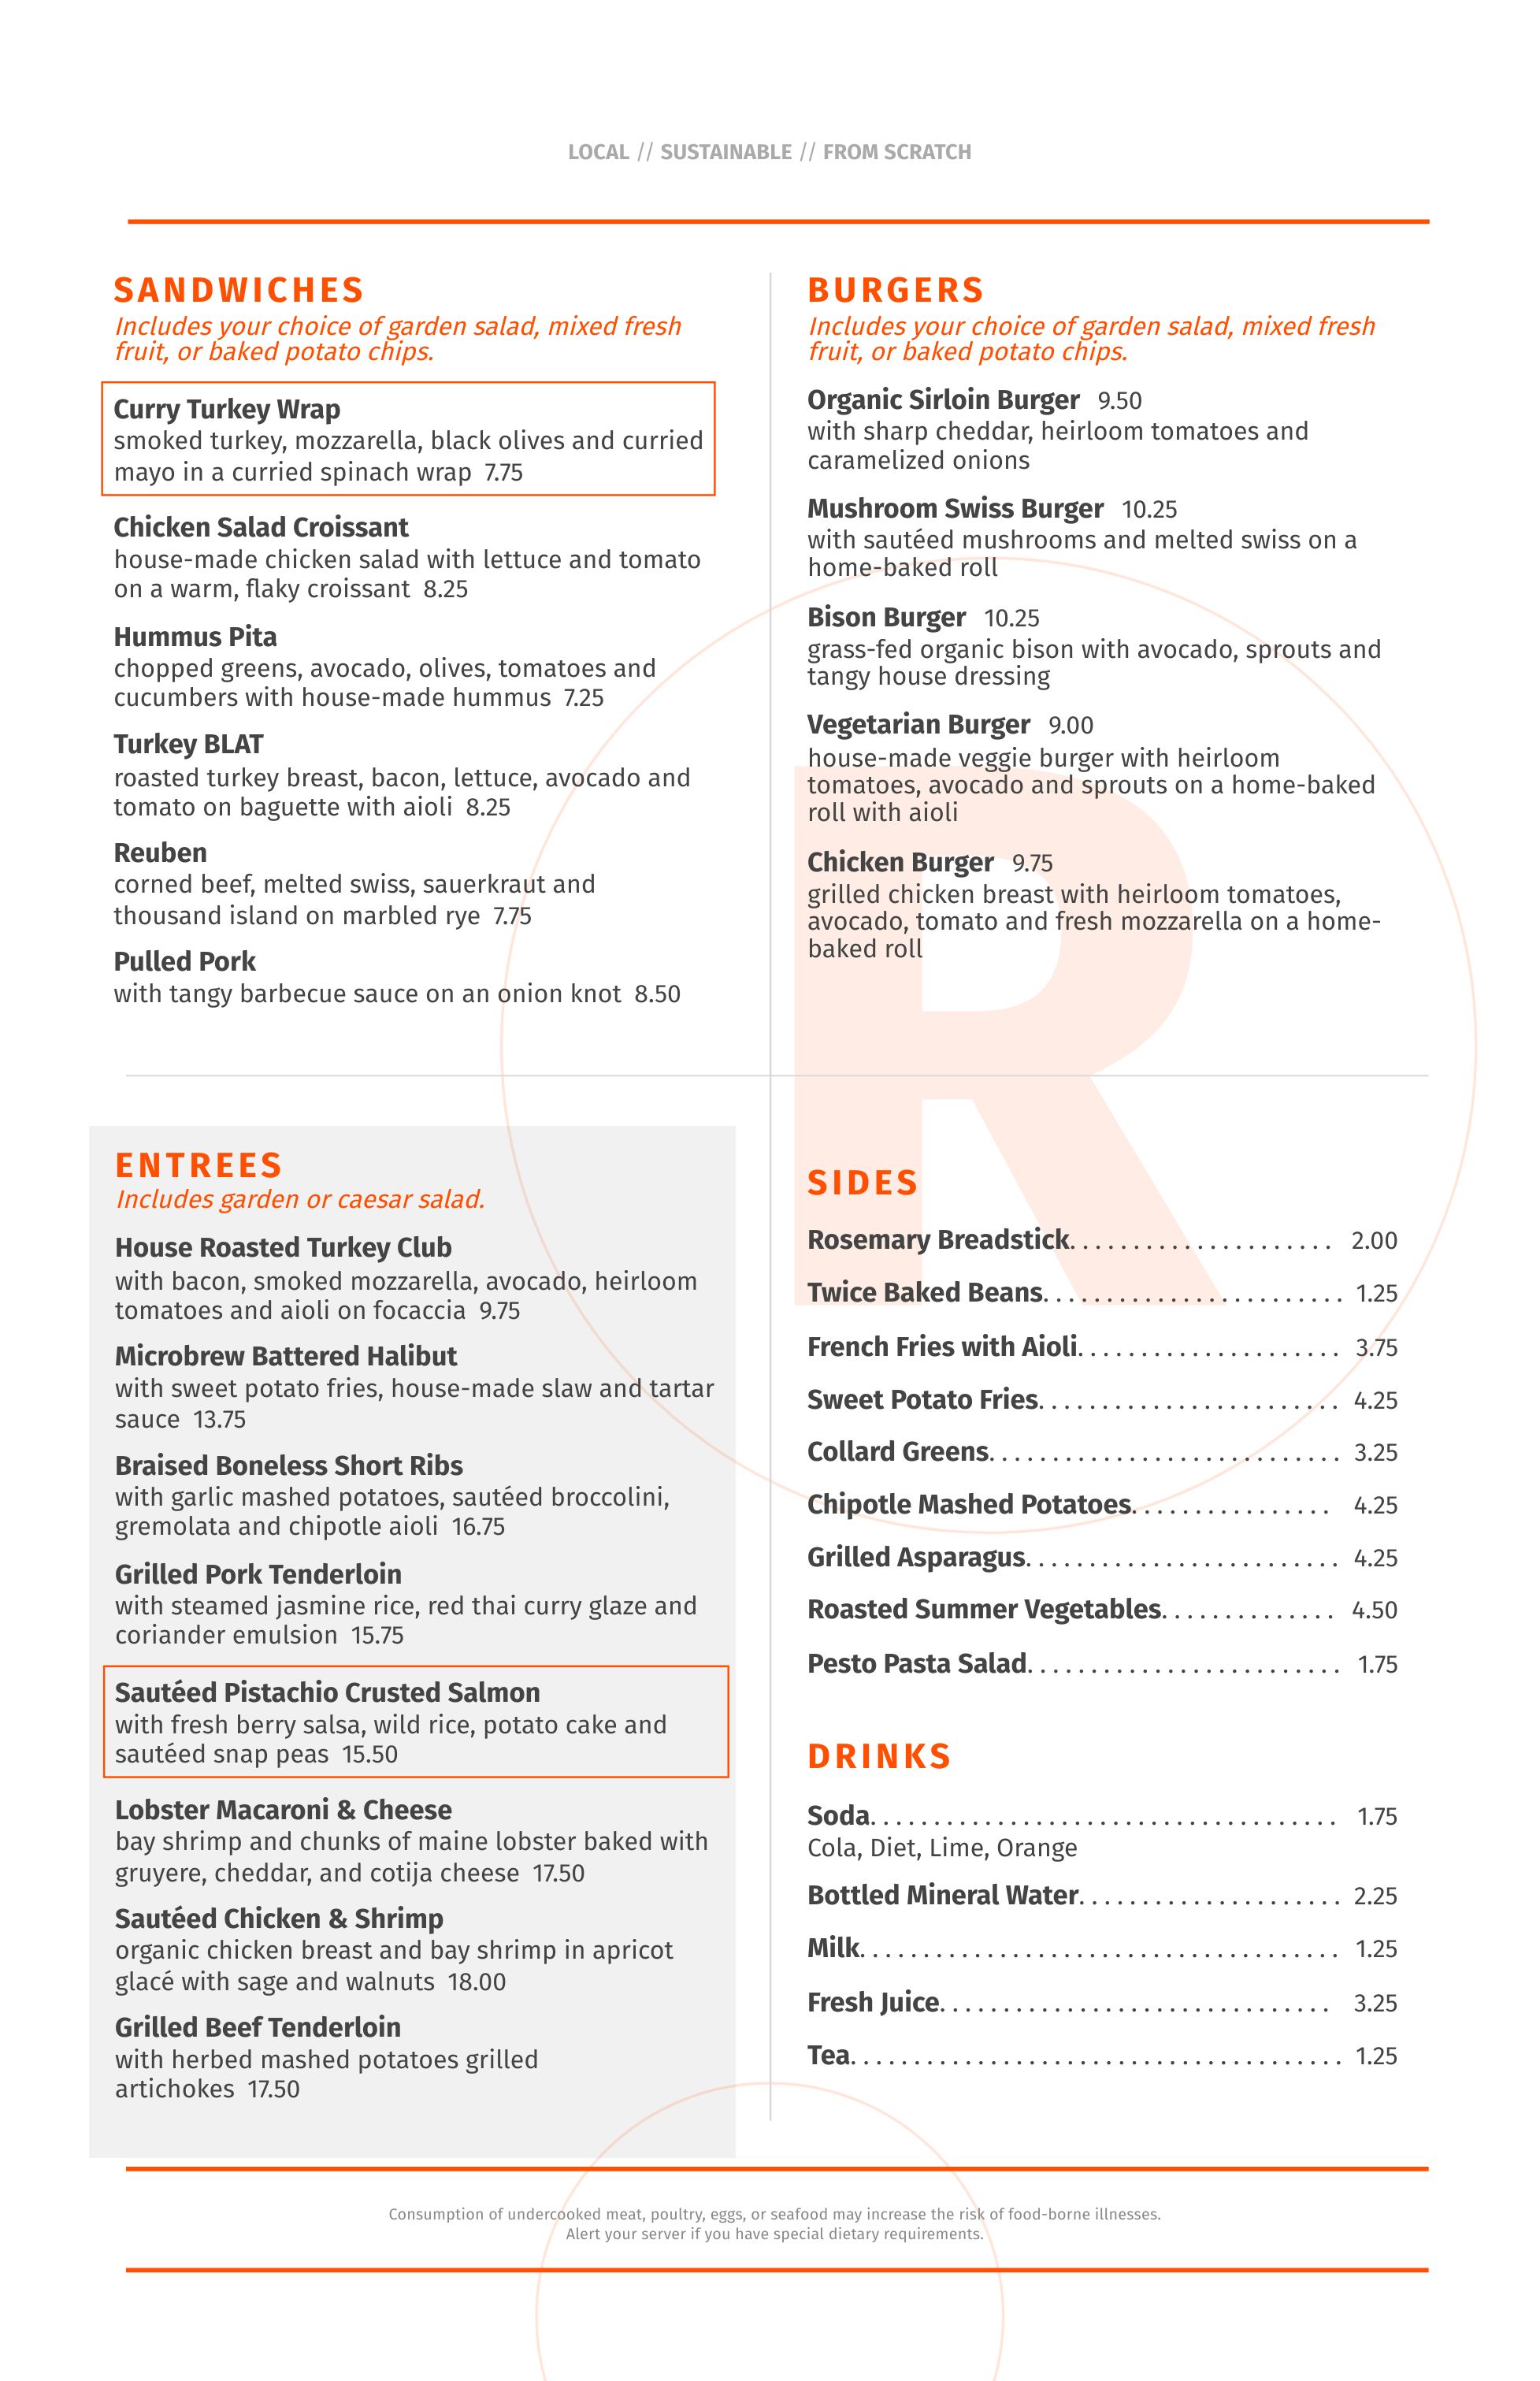 LOCAL // SUSTAINABLE // FROM SCRATCH
SANDWICHES
Includes your choice of garden salad, mixed fresh
fruit, or baked potato chips.
Curry Turkey Wrap
smoked turkey, mozzarella, black olives and curried
mayo in a curried spinach wrap 7.75
Chicken Salad Croissant
house-made chicken salad with lettuce and tomato
on a warm, flaky croissant 8.25
Hummus Pita
chopped greens, avocado, olives, tomatoes and
cucumbers with house-made hummus 7.25
Turkey BLAT
roasted turkey breast, bacon, lettuce, avocado and
tomato on baguette with aioli 8.25
Reuben
corned beef, melted swiss, sauerkraut and
thousand island on marbled rye 7.75
Pulled Pork
with tangy barbecue sauce on an onion knot 8.50
BURGERS
Includes your choice of garden salad, mixed fresh
fruit, or baked potato chips.
Organic Sirloin Burger 9.50
with sharp cheddar, heirloom tomatoes and
caramelized onions
Mushroom Swiss Burger 10.25
with sautéed mushrooms and melted swiss on a
home-baked roll
Bison Burger 10.25
grass-fed organic bison with avocado, sprouts and
tangy house dressing
Vegetarian Burger 9.00
house-made veggie burger with heirloom
tomatoes, avocado and sprouts on a home-baked
roll with aioli
Chicken Burger 9.75
grilled chicken breast with heirloom tomatoes,
avocado, tomato and fresh mozzarella on a home-
baked roll
R
ENTREES
Includes garden or caesar salad.
House Roasted Turkey Club
with bacon, smoked mozzarella, avocado, heirloom
tomatoes and aioli on focaccia 9.75
Microbrew Battered Halibut
with sweet potato fries, house-made slaw and tartar
sauce 13.75
Braised Boneless Short Ribs
with garlic mashed potatoes, sautéed broccolini,
gremolata and chipotle aioli 16.75
Grilled Pork Tenderloin
with steamed jasmine rice, red thai curry glaze and
coriander emulsion 15.75
Sautéed Pistachio Crusted Salmon
with fresh berry salsa, wild rice, potato cake and
sautéed snap peas 15.50
Lobster Macaroni & Cheese
bay shrimp and chunks of maine lobster baked with
gruyere, cheddar, and cotija cheese 17.50
Sautéed Chicken & Shrimp
organic chicken breast and bay shrimp in apricot
glacé with sage and walnuts 18.00
Grilled Beef Tenderloin
with herbed mashed potatoes grilled
artichokes 17.50
SIDES
Rosemary Breadstick..................... 2.00
Twice Baked Beans........................ 1.25
French Fries with Aioli..................... 3.75
Sweet Potato Fries........................ 4.25
Collard Greens............................ 3.25
Chipotle Mashed Potatoes................ 4.25
Grilled Asparagus......................... 4.25
Roasted Summer Vegetables.............. 4.50
Pesto Pasta Salad......................... 1.75
DRINKS
Soda..................................... 1.75
Cola, Diet, Lime, Orange
Bottled Mineral Water..................... 2.25
Milk...................................... 1.25
Fresh Juice............................... 3.25
Tea....................................... 1.25
Consumption of undercooked meat, poultry, eggs, or seafood may increase the risk of food-borne illnesses.
Alert your server if you have special dietary requirements.